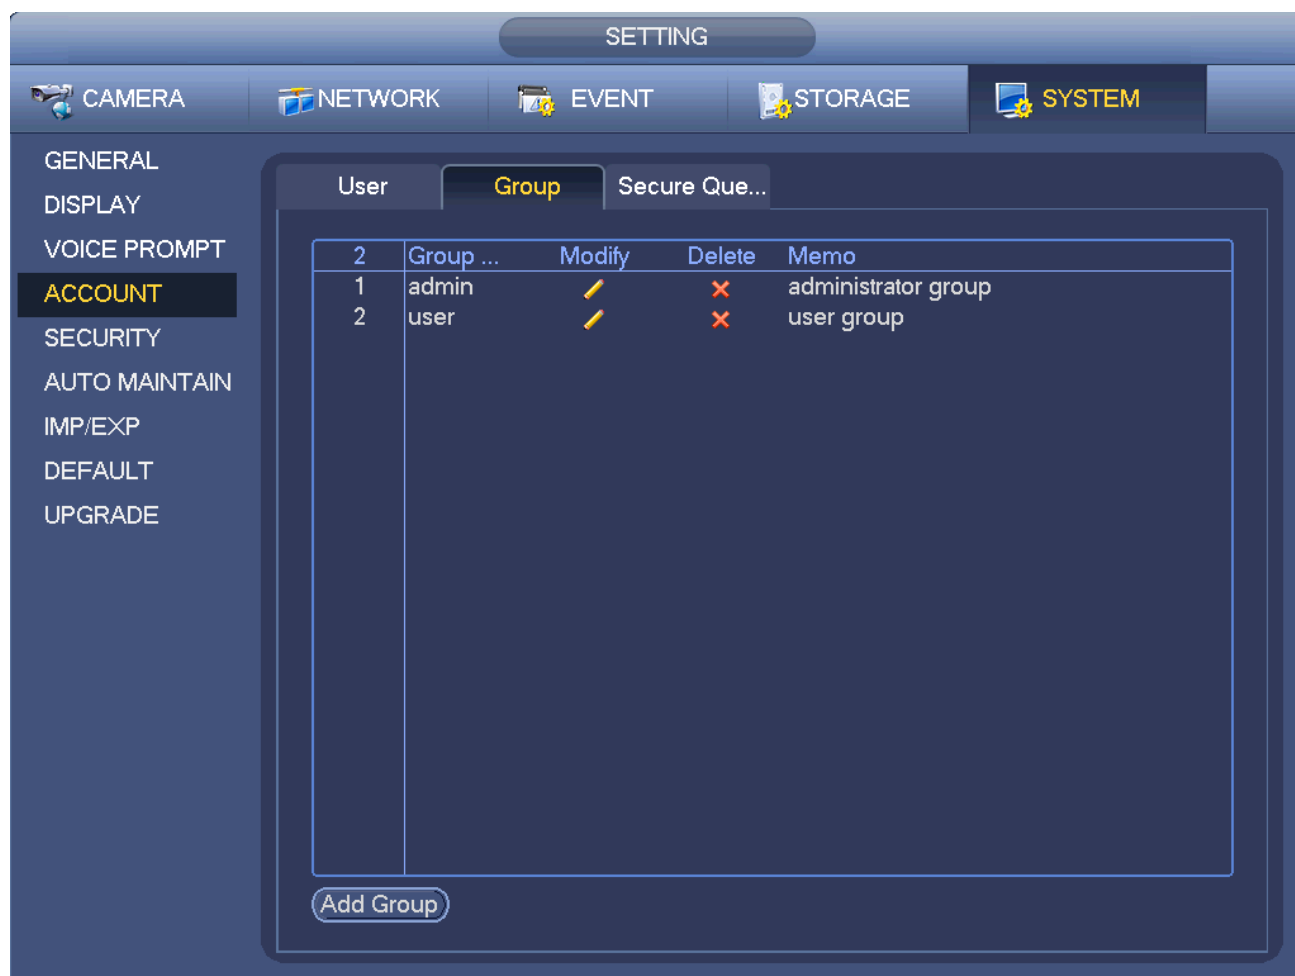 SETTING
CAMERA NETWORK EVENT STORAGE SYSTEM
GENERAL
DISPLAY
VOICE PROMPT
ACCOUNT
SECURITY
AUTO MAINTAIN
IMP/EXP
DEFAULT
UPGRADE
User Group Secure Que...
2 Group ... Modify Delete Memo
1 admin administrator group
2 user user group
Add Group